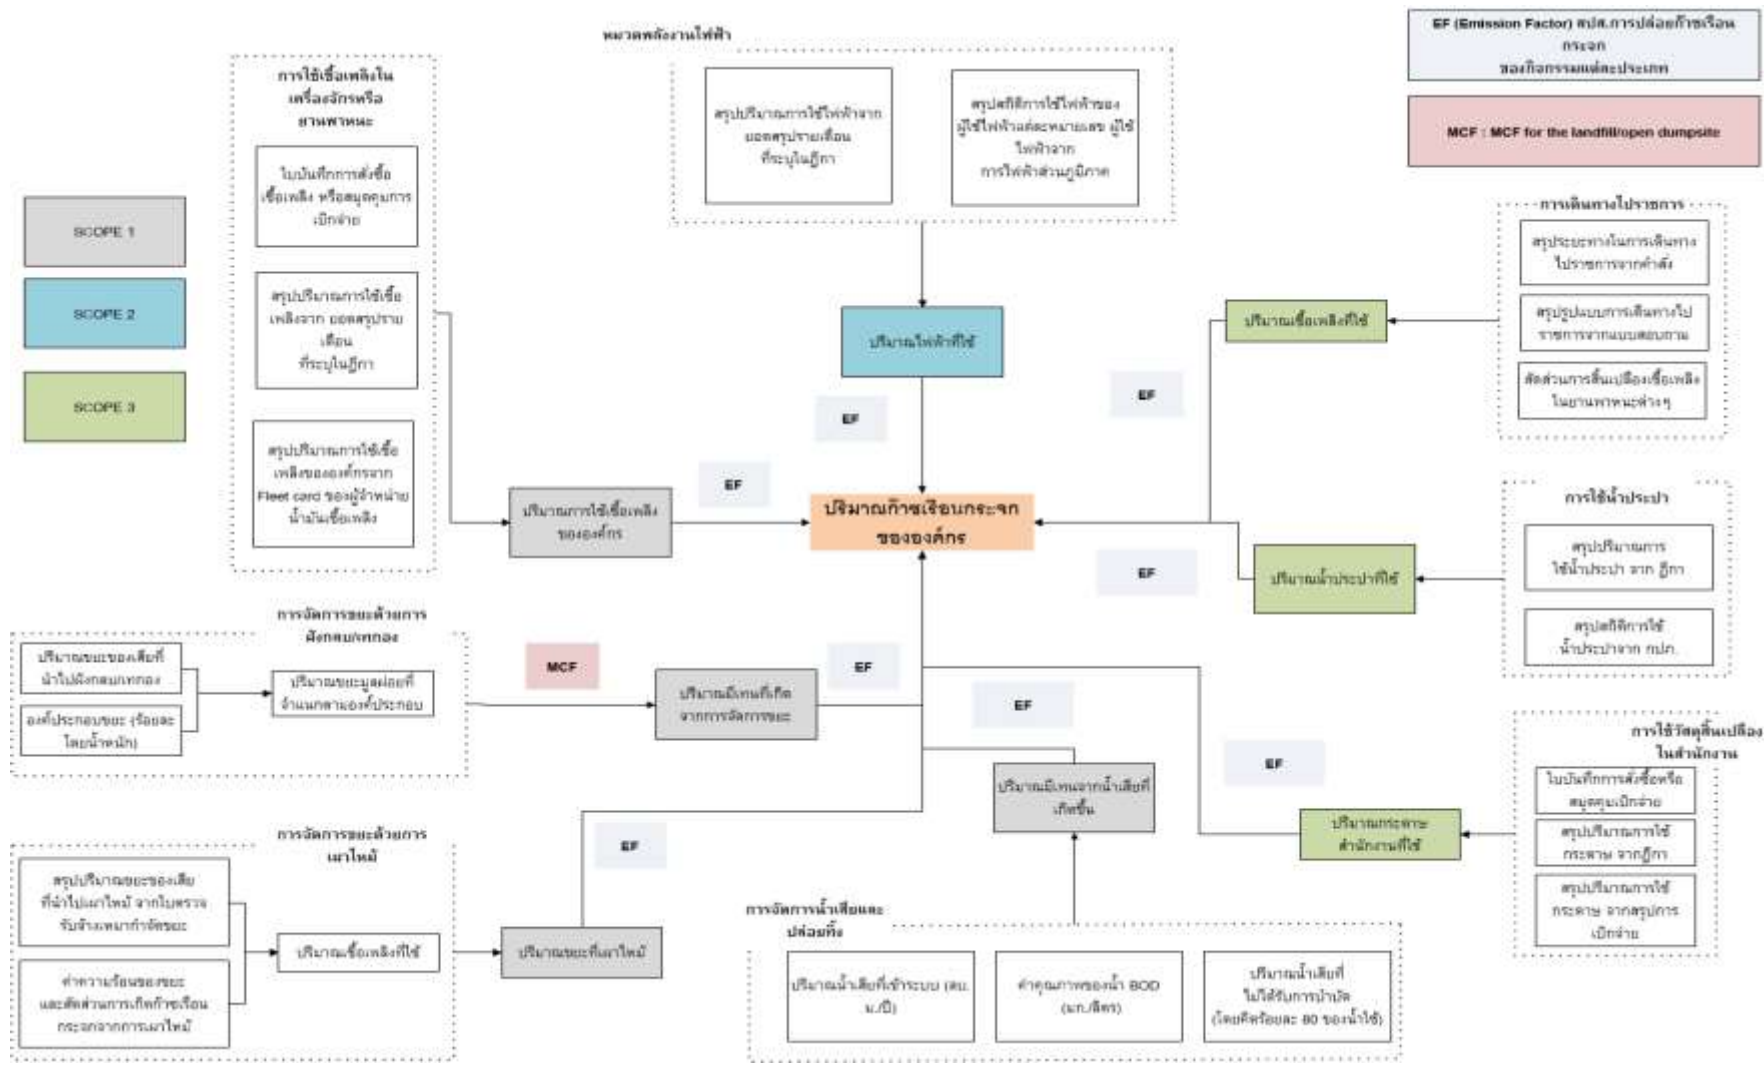 EF (Emission Factor) สปส.การปล่อยก๊าซเรือน
กระจก
ของกิจกรรมแต่ละประเภท
MCF : MCF for the landfill/open dumpsite
SCOPE 1
SCOPE 2
SCOPE 3
การใช้เชื้อเพลิงใน
เครื่องจักรหรือ
ยานพาหนะ
ใบบันทึกการสั่งซื้อ
เชื้อเพลิง หรือสมุดคุมการ
เบิกจ่าย
สรุปปริมาณการใช้เชื้อ
เพลิงจาก ยอดสรุปราย
เดือน
ที่ระบุในฎีกา
สรุปปริมาณการใช้เชื้อ
เพลิงขององค์กรจาก
Fleet card ของผู้จำหน่าย
น้ำมันเชื้อเพลิง
ปริมาณการใช้เชื้อเพลิง
ขององค์กร
EF
หมวดพลังงานไฟฟ้า
สรุปปริมาณการใช้ไฟฟ้าจาก
ยอดสรุปรายเดือน
ที่ระบุในฎีกา
สรุปสถิติการใช้ไฟฟ้าของ
ผู้ใช้ไฟฟ้าแต่ละหมายเลข ผู้ใช้
ไฟฟ้าจาก
การไฟฟ้าส่วนภูมิภาค
ปริมาณไฟฟ้าที่ใช้
EF
ปริมาณก๊าซเรือนกระจก
ขององค์กร
การเดินทางไปราชการ
สรุประยะทางในการเดินทาง
ไปราชการจากคำสั่ง
สรุปรูปแบบการเดินทางไป
ราชการจากแบบสอบถาม
สัดส่วนการสิ้นเปลืองเชื้อเพลิง
ในยานพาหนะต่างๆ
ปริมาณเชื้อเพลิงที่ใช้
EF
การใช้น้ำประปา
สรุปปริมาณการ
ใช้น้ำประปา จาก ฎีกา
สรุปสถิติการใช้
น้ำประปาจาก กปภ.
ปริมาณน้ำประปาที่ใช้
EF
การจัดการขยะด้วยการ
ฝังกลบ/เทกอง
ปริมาณขยะของเสียที่
นำไปฝังกลบ/เทกอง
องค์ประกอบขยะ (ร้อยละ
โดยน้ำหนัก)
ปริมาณขยะมูลฝอยที่
จำแนกตามองค์ประกอบ
MCF
ปริมาณมีเทนที่เกิด
จากการจัดการขยะ
EF
การใช้วัสดุสิ้นเปลือง
ในสำนักงาน
ใบบันทึกการสั่งซื้อหรือ
สมุดคุมเบิกจ่าย
สรุปปริมาณการใช้
กระดาษ จากฎีกา
สรุปปริมาณการใช้
กระดาษ จากสรุปการ
เบิกจ่าย
ปริมาณกระดาษ
สำนักงานที่ใช้
EF
การจัดการขยะด้วยการ
เผาไหม้
สรุปปริมาณขยะของเสีย
ที่นำไปเผาไหม้ จากใบตรวจ
รับจ้างเหมากำจัดขยะ
ค่าความร้อนของขยะ
และสัดส่วนการเกิดก๊าซเรือน
กระจกจากการเผาไหม้
ปริมาณเชื้อเพลิงที่ใช้
ปริมาณขยะที่เผาไหม้
EF
การจัดการน้ำเสียและ
ปล่อยทิ้ง
ปริมาณน้ำเสียที่เข้าระบบ (ลบ.
ม./ปี)
ค่าคุณภาพของน้ำ BOD
(มก./ลิตร)
ปริมาณน้ำเสียที่
ไม่ได้รับการบำบัด
(โดยคิดร้อยละ 80 ของน้ำใช้)
ปริมาณมีเทนจากน้ำเสียที่
เกิดขึ้น
EF